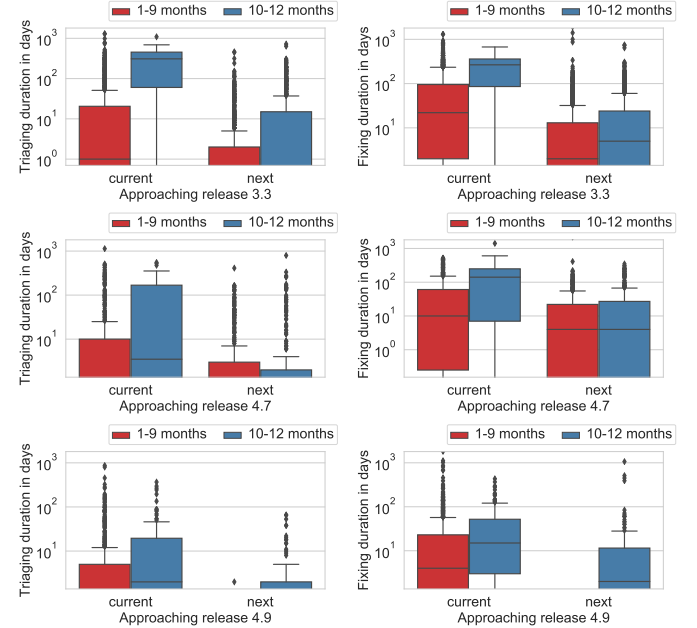 1-9 months 10-12 months
Triaging duration in days
10³
10²
10¹
10⁰
current next
Approaching release 3.3
1-9 months 10-12 months
Fixing duration in days
10³
10²
10¹
current next
Approaching release 3.3
1-9 months 10-12 months
Triaging duration in days
10³
10²
10¹
current next
Approaching release 4.7
1-9 months 10-12 months
Fixing duration in days
10³
10²
10¹
10⁰
current next
Approaching release 4.7
1-9 months 10-12 months
Triaging duration in days
10³
10²
10¹
current next
Approaching release 4.9
1-9 months 10-12 months
Fixing duration in days
10³
10²
10¹
current next
Approaching release 4.9